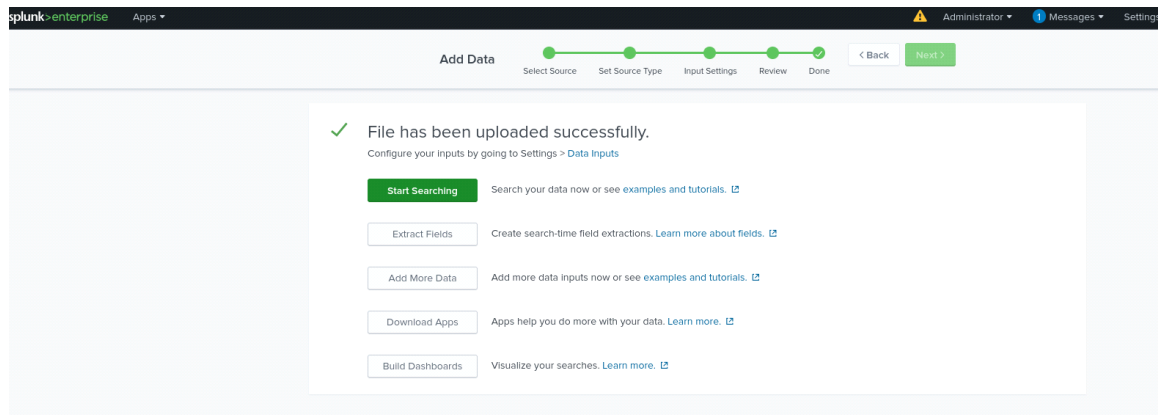 splunk>enterprise Apps Administrator 1 Messages Settings
Add Data Select Source Set Source Type Input Settings Review Done < Back Next >
File has been uploaded successfully.
Configure your inputs by going to Settings > Data Inputs
Start Searching Search your data now or see examples and tutorials.
Extract Fields Create search-time field extractions. Learn more about fields.
Add More Data Add more data inputs now or see examples and tutorials.
Download Apps Apps help you do more with your data. Learn more.
Build Dashboards Visualize your searches. Learn more.